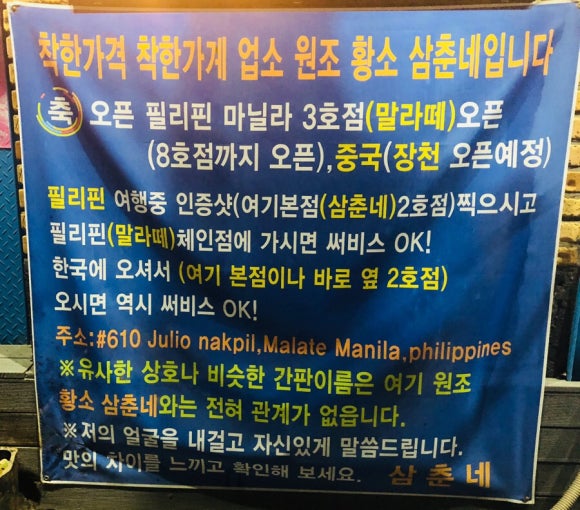 착한가격 착한가게 업소 원조 황소 삼춘네입니다
축 오픈 필리핀 마닐라 3호점(말라떼)오픈
(8호점까지 오픈),중국(장천 오픈예정)
필리핀 여행중 인증샷(여기본점(삼춘네)2호점)찍으시고
필리핀(말라떼)체인점에 가시면 써비스 OK!
한국에 오셔서 (여기 본점이나 바로 옆 2호점)
오시면 역시 써비스 OK!
주소:#610 Julio nakpil,Malate Manila,philippines
※유사한 상호나 비슷한 간판이름은 여기 원조
황소 삼춘네와는 전혀 관계가 없읍니다.
※저의 얼굴을 내걸고 자신있게 말씀드립니다.
맛의 차이를 느끼고 확인해 보세요. 삼춘네